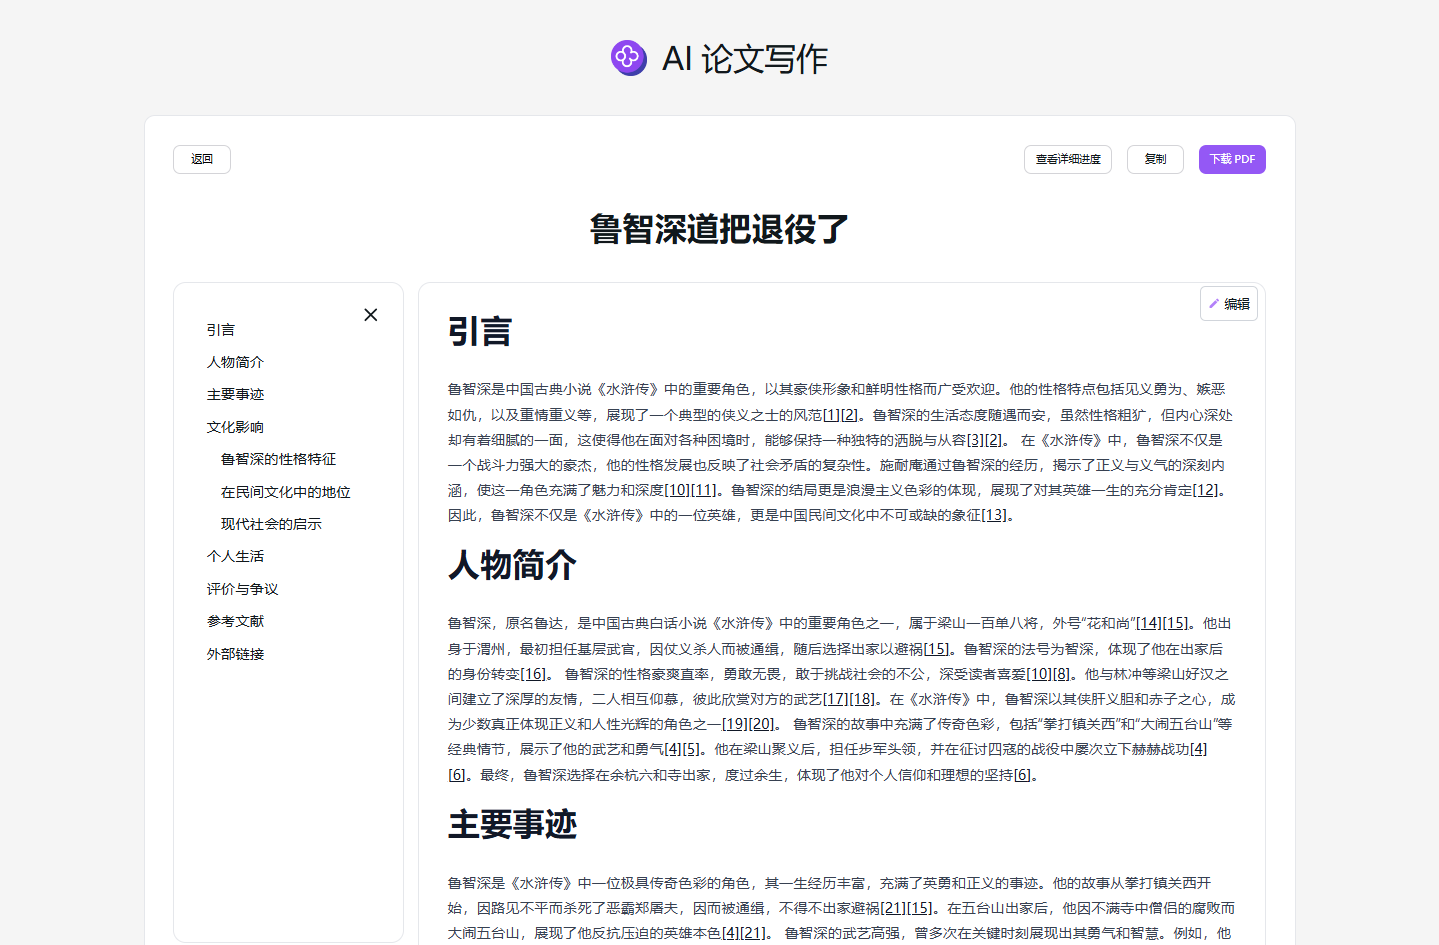 AI 论文写作
返回
查看详细进度
复制
下载 PDF
鲁智深道把退役了
引言
人物简介
主要事迹
文化影响
鲁智深的性格特征
在民间文化中的地位
现代社会的启示
个人生活
评价与争议
参考文献
外部链接
编辑
引言
鲁智深是中国古典小说《水浒传》中的重要角色，以其豪侠形象和鲜明性格而广受欢迎。他的性格特点包括见义勇为、嫉恶
如仇，以及重情重义等，展现了一个典型的侠义之士的风范[1][2]。鲁智深的生活态度随遇而安，虽然性格粗犷，但内心深处
却有着细腻的一面，这使得他在面对各种困境时，能够保持一种独特的洒脱与从容[3][2]。 在《水浒传》中，鲁智深不仅是
一个战斗力强大的豪杰，他的性格发展也反映了社会矛盾的复杂性。施耐庵通过鲁智深的经历，揭示了正义与义气的深刻内
涵，使这一角色充满了魅力和深度[10][11]。鲁智深的结局更是浪漫主义色彩的体现，展现了对其英雄一生的充分肯定[12]。
因此，鲁智深不仅是《水浒传》中的一位英雄，更是中国民间文化中不可或缺的象征[13]。
人物简介
鲁智深，原名鲁达，是中国古典白话小说《水浒传》中的重要角色之一，属于梁山一百单八将，外号“花和尚”[14][15]。他出
身于渭州，最初担任基层武官，因仗义杀人而被通缉，随后选择出家以避祸[15]。鲁智深的法号为智深，体现了他在出家后
的身份转变[16]。 鲁智深的性格豪爽直率，勇敢无畏，敢于挑战社会的不公，深受读者喜爱[10][8]。他与林冲等梁山好汉之
间建立了深厚的友情，二人相互仰慕，彼此欣赏对方的武艺[17][18]。在《水浒传》中，鲁智深以其侠肝义胆和赤子之心，成
为少数真正体现正义和人性光辉的角色之一[19][20]。 鲁智深的故事中充满了传奇色彩，包括“拳打镇关西”和“大闹五台山”等
经典情节，展示了他的武艺和勇气[4][5]。他在梁山聚义后，担任步军头领，并在征讨四寇的战役中屡次立下赫赫战功[4]
[6]。最终，鲁智深选择在余杭六和寺出家，度过余生，体现了他对个人信仰和理想的坚持[6]。
主要事迹
鲁智深是《水浒传》中一位极具传奇色彩的角色，其一生经历丰富，充满了英勇和正义的事迹。他的故事从拳打镇关西开
始，因路见不平而杀死了恶霸郑屠夫，因而被通缉，不得不出家避祸[21][15]。在五台山出家后，他因不满寺中僧侣的腐败而
大闹五台山，展现了他反抗压迫的英雄本色[4][21]。 鲁智深的武艺高强，曾多次在关键时刻展现出其勇气和智慧。例如，他